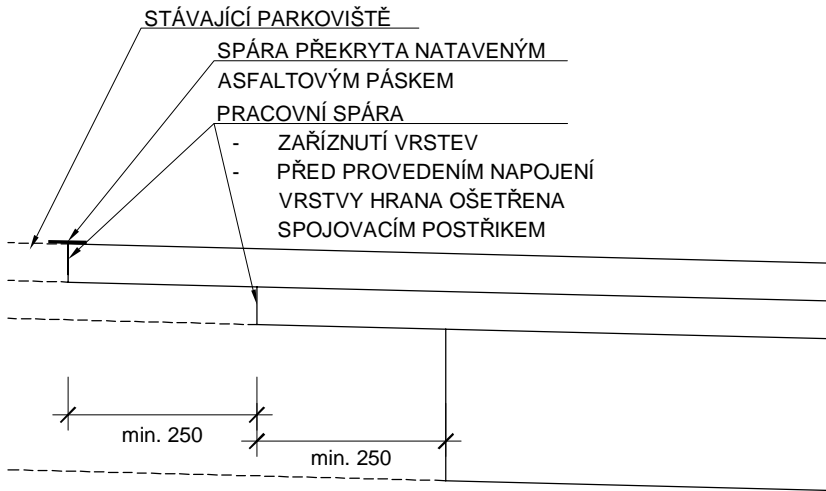 STÁVAJÍCÍ PARKOVIŠTĚ
SPÁRA PŘEKRYTA NATAVENÝM
ASFALTOVÝM PÁSKEM
PRACOVNÍ SPÁRA
- ZAŘÍZNUTÍ VRSTEV
- PŘED PROVEDENÍM NAPOJENÍ
VRSTVY HRANA OŠETŘENA
SPOJOVACÍM POSTŘIKEM
min. 250
min. 250